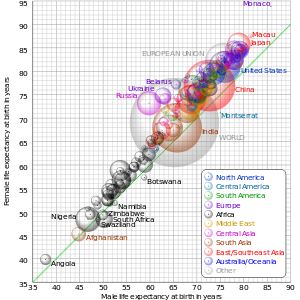 95
Monaco
90
Macau
85
Japan
EUROPEAN UNION
80
United States
Belarus
Ukraine
China
75
Russia
Montserrat
70
India
WORLD
65
60
Botswana
North America
Central America
South America
Europe
Africa
Middle East
Central Asia
South Asia
East/Southeast Asia
Australia/Oceania
Other
55
Namibia
50
Nigeria
Zimbabwe
South Africa
Swaziland
45
Afghanistan
40
Angola
35
35 40 45 50 55 60 65 70 75 80 85 90
Male life expectancy at birth in years
Female life expectancy at birth in years